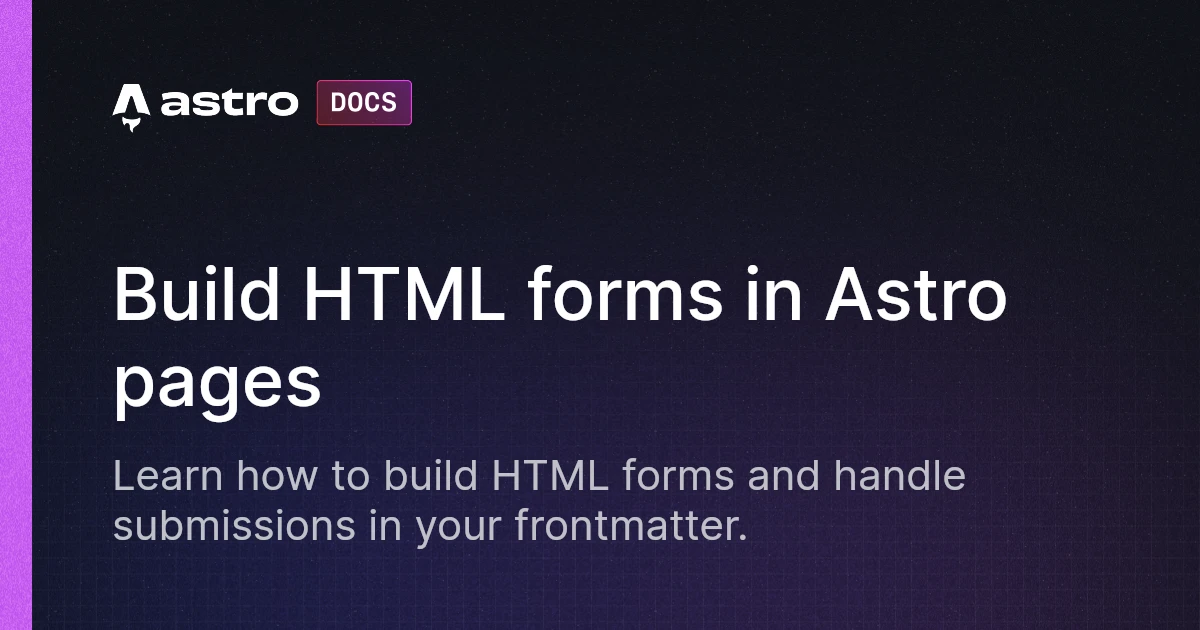 astro DOCS
Build HTML forms in Astro
pages
Learn how to build HTML forms and handle
submissions in your frontmatter.